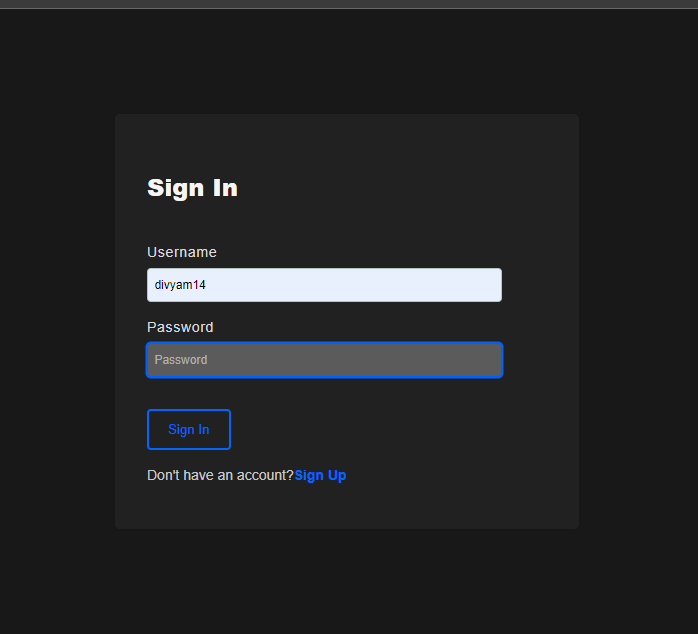 Sign In
Username
divyam14
Password
Password
Sign In
Don't have an account?Sign Up